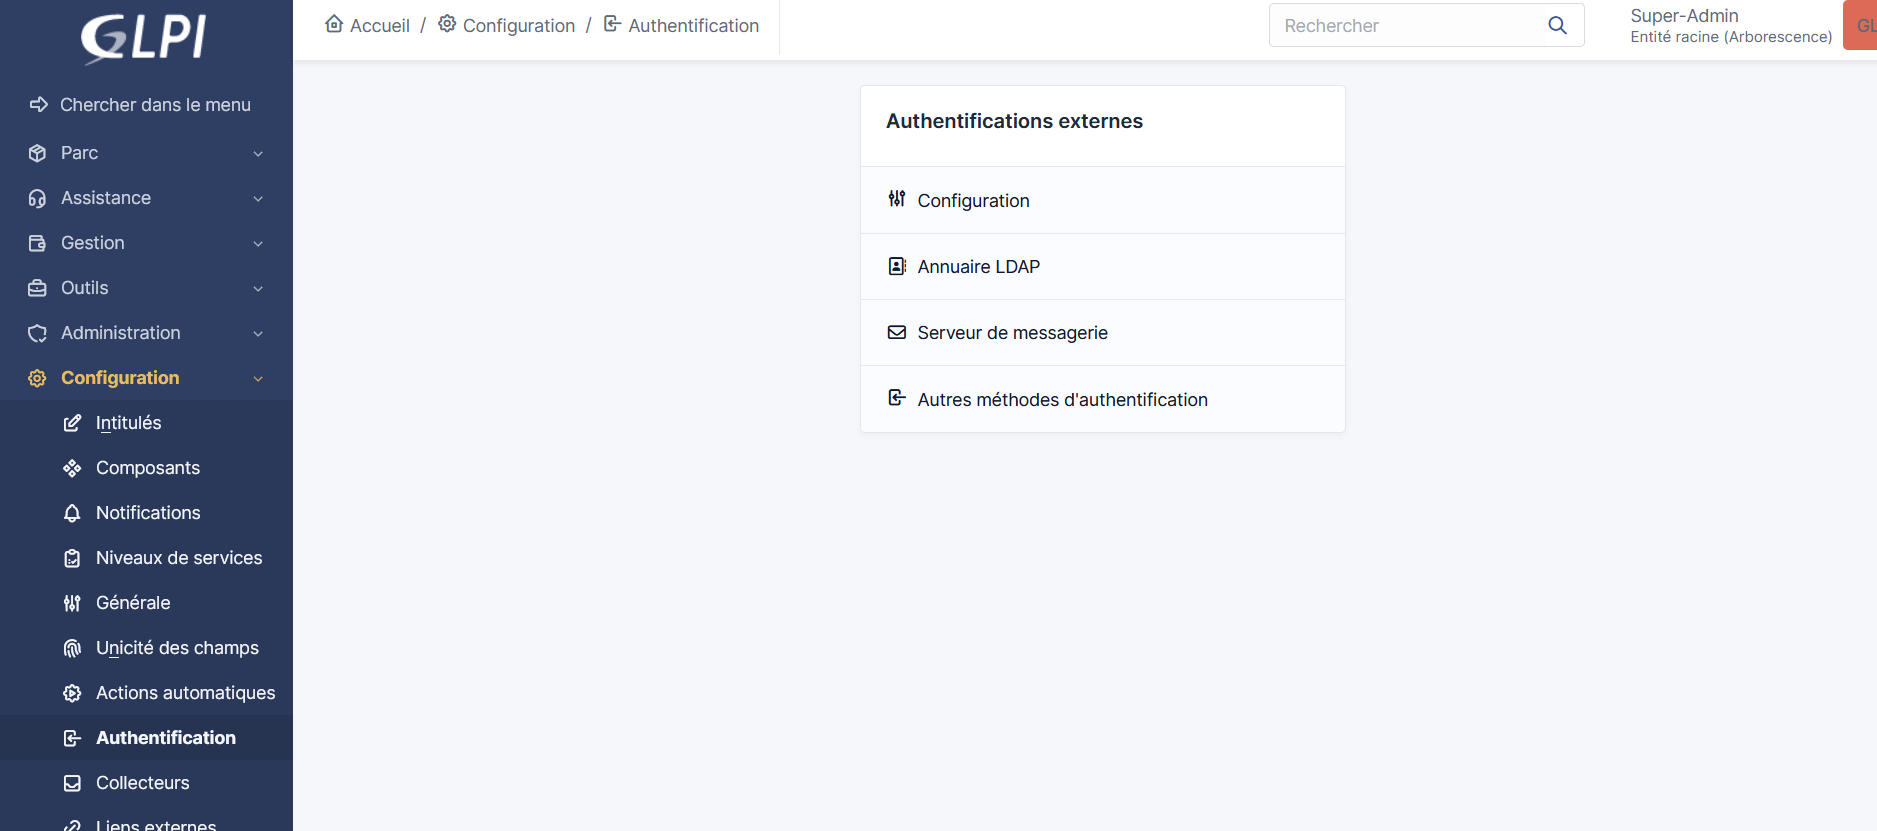 GLPI
Accueil / Configuration / Authentification
Rechercher
Super-Admin
Entité racine (Arborescence)
GL
Chercher dans le menu
Parc
Assistance
Gestion
Outils
Administration
Configuration
Intitulés
Composants
Notifications
Niveaux de services
Générale
Unicité des champs
Actions automatiques
Authentification
Collecteurs
Liens externes
Authentifications externes
Configuration
Annuaire LDAP
Serveur de messagerie
Autres méthodes d'authentification